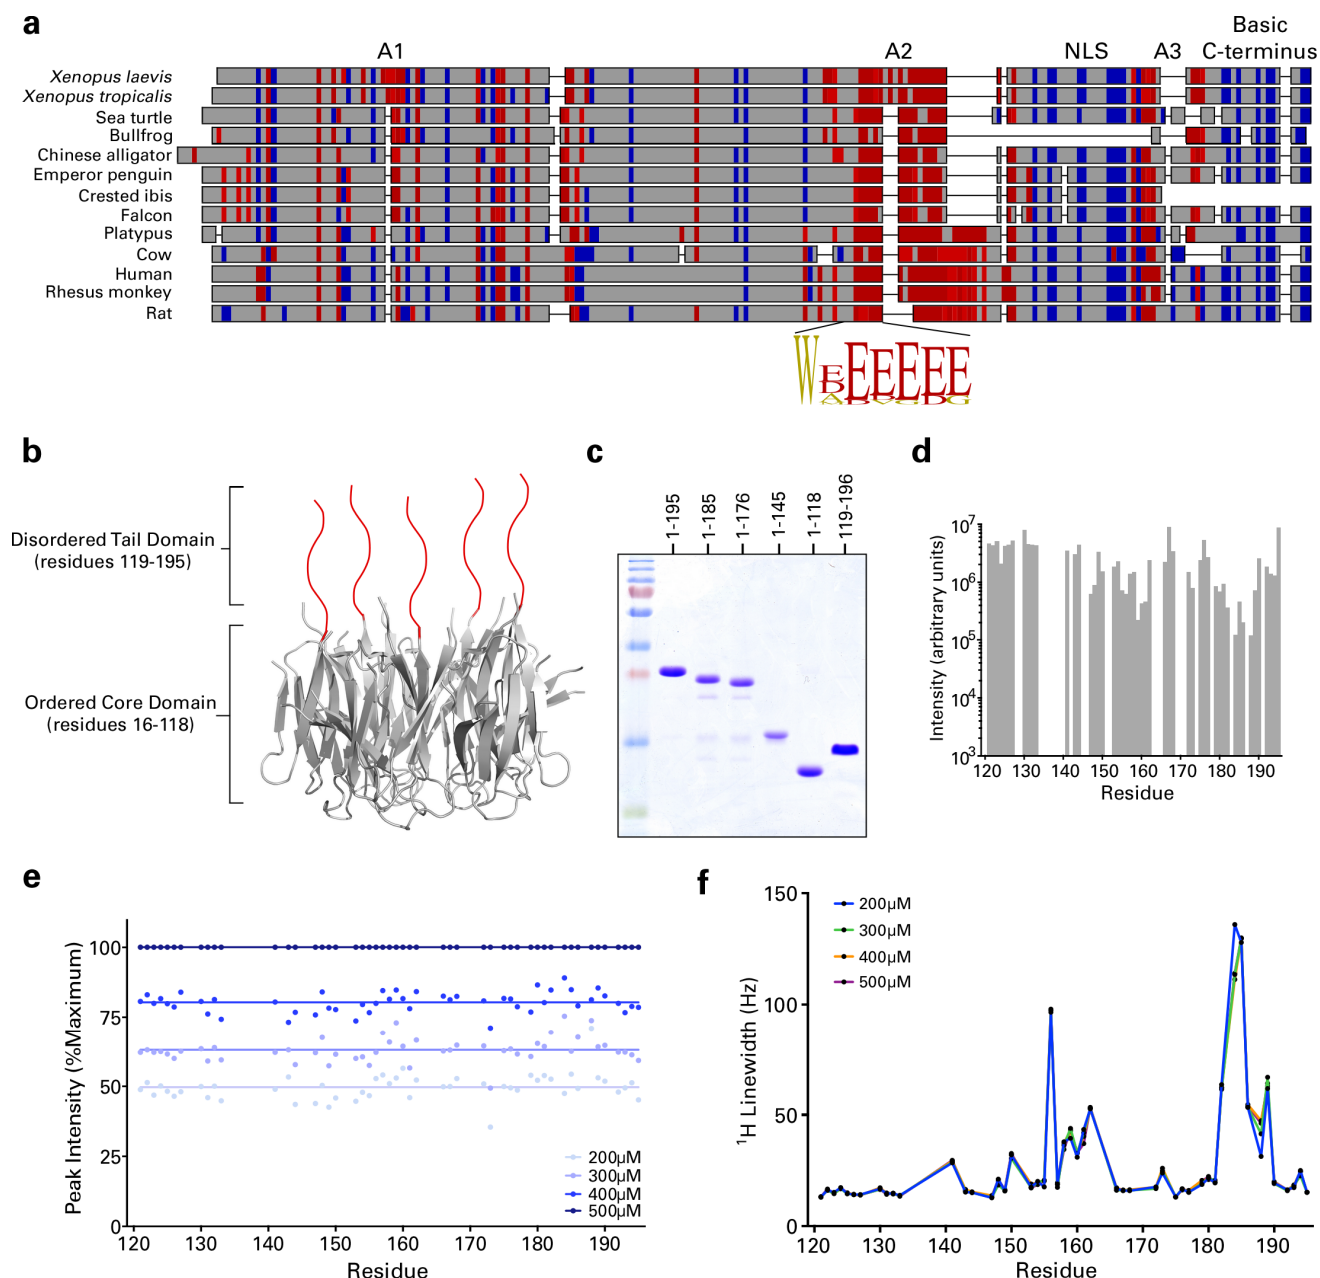 a
A1
A2
NLS
A3
Basic
C-terminus
Xenopus laevis
Xenopus tropicalis
Sea turtle
Bullfrog
Chinese alligator
Emperor penguin
Crested ibis
Falcon
Platypus
Cow
Human
Rhesus monkey
Rat
W E E E E E E
b
Disordered Tail Domain
(residues 119-195)
Ordered Core Domain
(residues 16-118)
c
1-195
1-185
1-176
1-145
1-118
119-196
d
Intensity (arbitrary units)
10⁷
10⁶
10⁵
10⁴
10³
120 130 140 150 160 170 180 190
Residue
e
Peak Intensity (%Maximum)
100
75
50
25
0
200µM
300µM
400µM
500µM
120 130 140 150 160 170 180 190
Residue
f
¹H Linewidth (Hz)
150
100
50
0
200µM
300µM
400µM
500µM
120 130 140 150 160 170 180 190
Residue